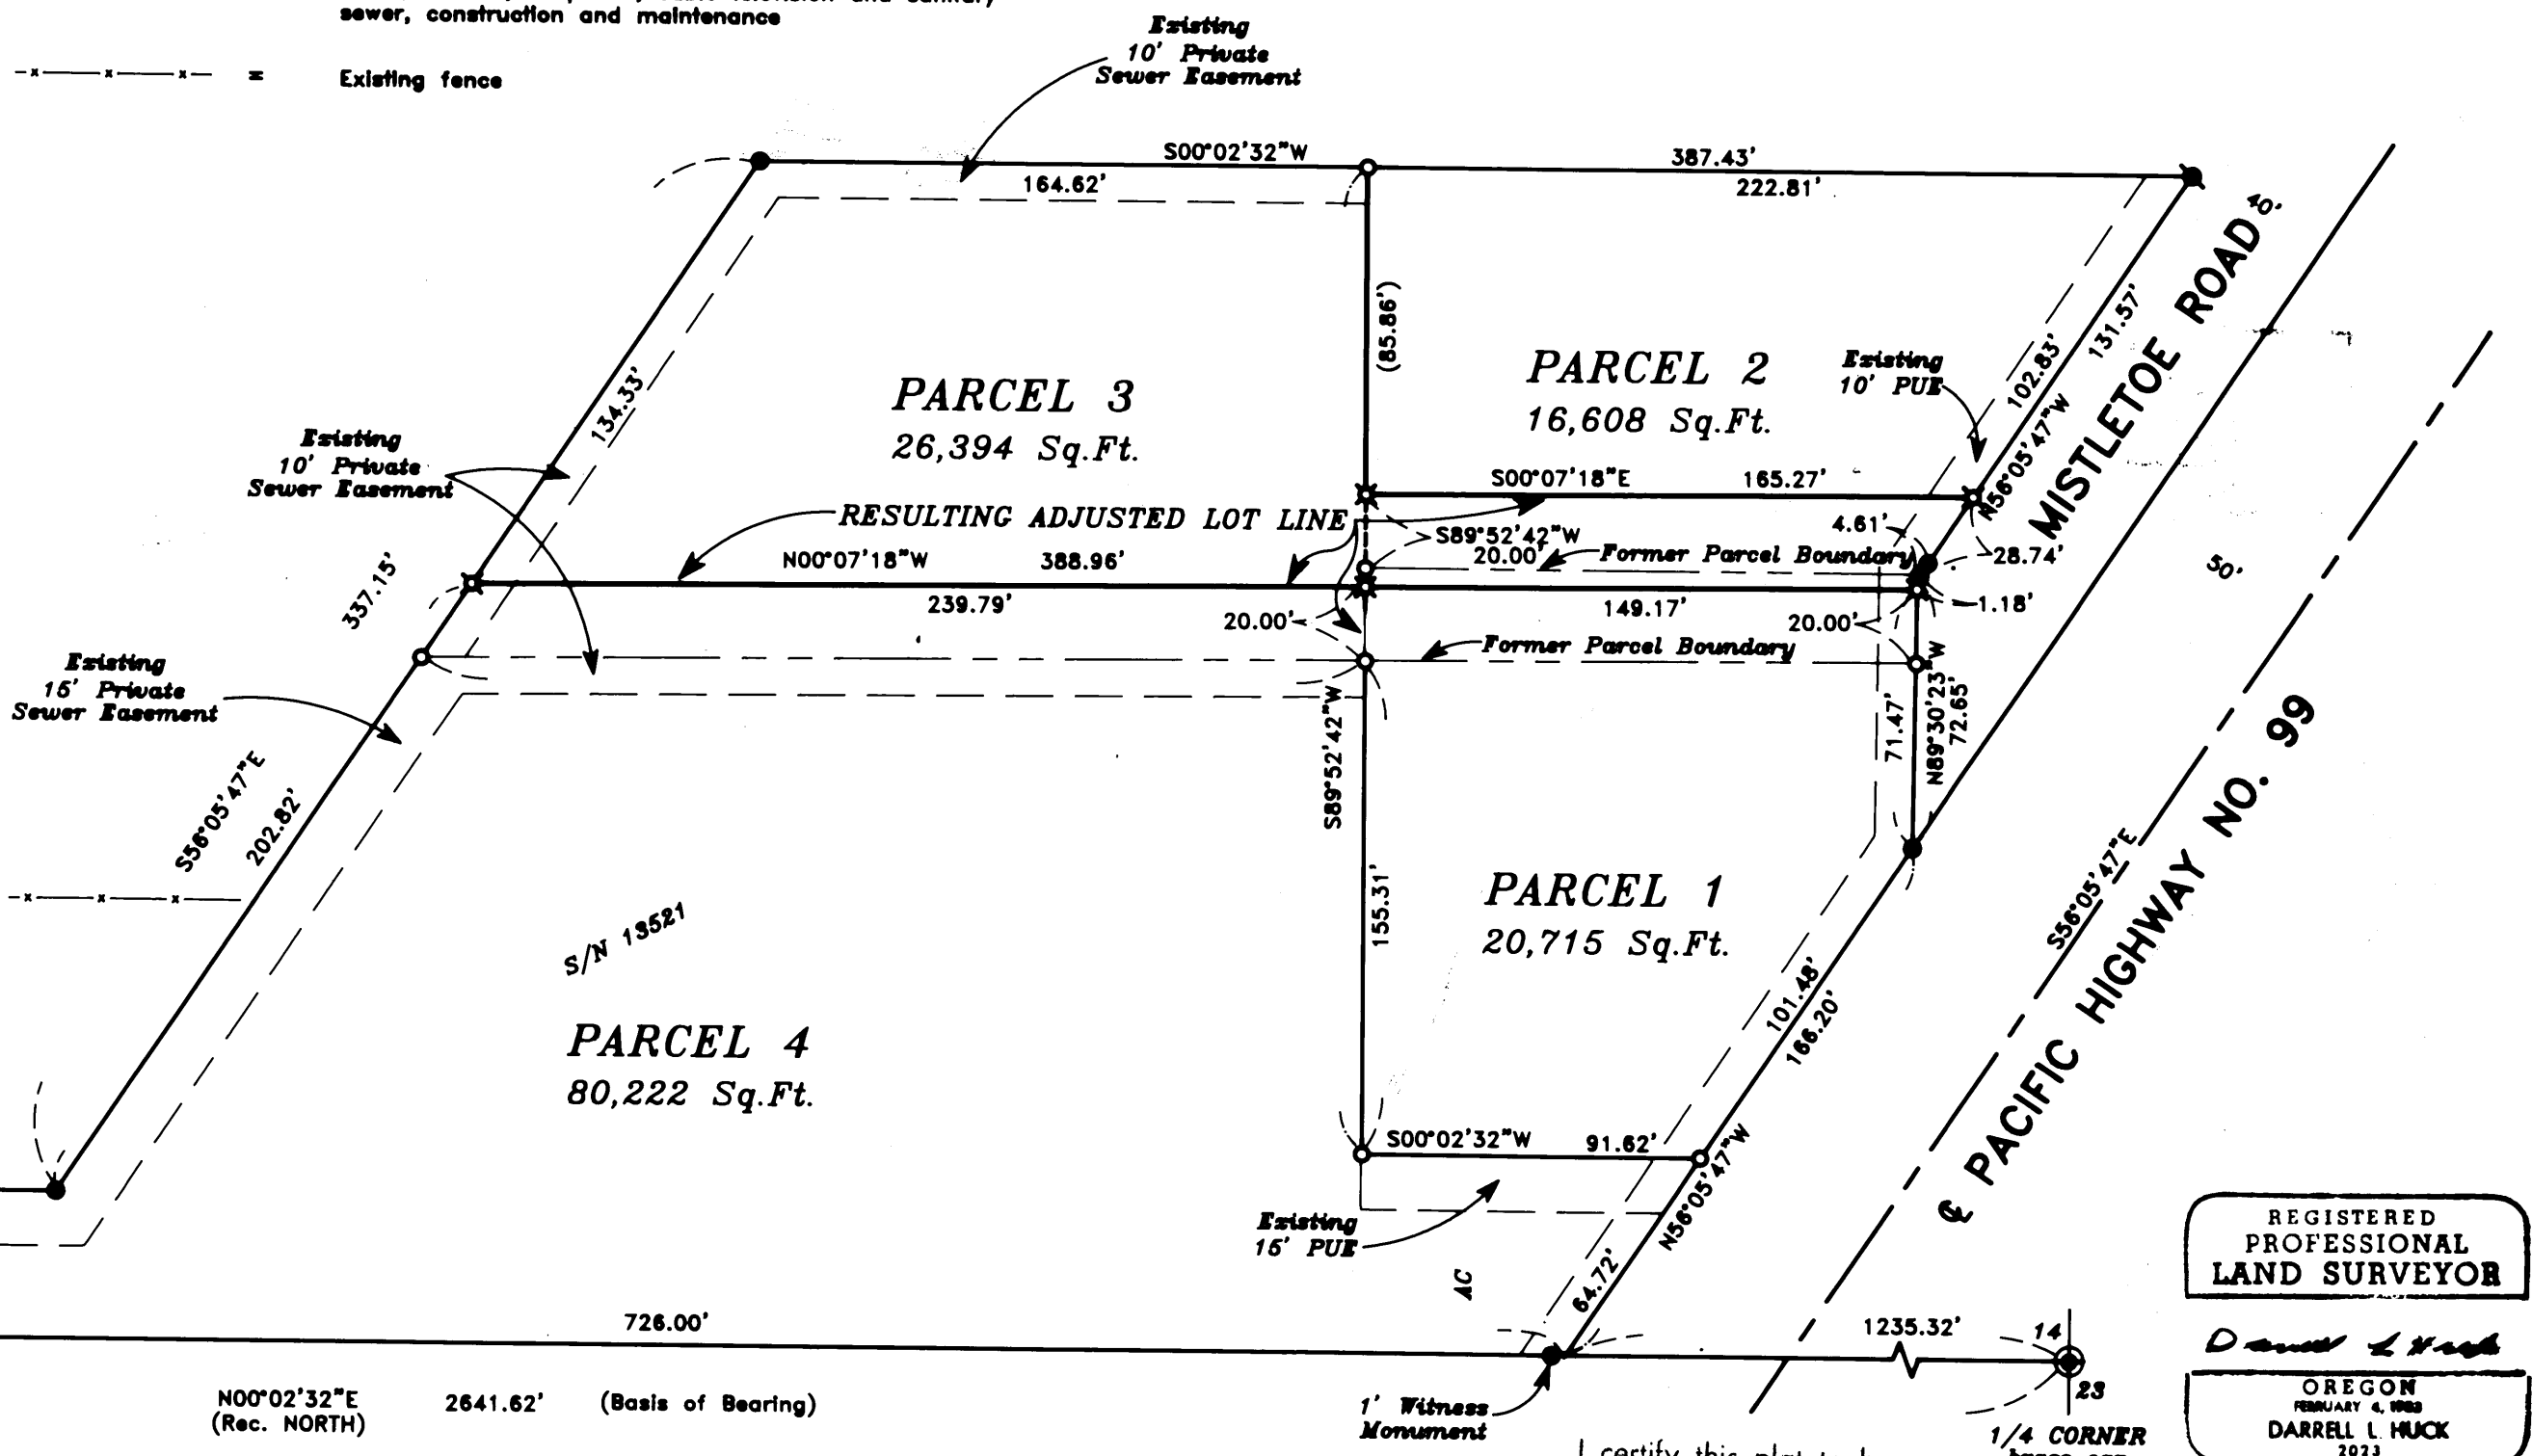 sewer, construction and maintenance
= Existing fence
Existing
10' Private
Sewer Easement
S00°02'32"W
387.43'
164.62'
222.81'
40'
MISTLETOE ROAD
131.57'
102.83'
(85.86')
134.33'
PARCEL 3
26,394 Sq.Ft.
PARCEL 2
16,608 Sq.Ft.
Existing
10' PUE
N56°05'47"W
Existing
10' Private
Sewer Easement
S00°07'18"E
165.27'
RESULTING ADJUSTED LOT LINE
S89°52'42"W
20.00'
4.61'
Former Parcel Boundary
28.74'
50'
N00°07'18"W
388.96'
239.79'
149.17'
1.18'
20.00'
20.00'
337.15'
Former Parcel Boundary
Existing
15' Private
Sewer Easement
S89°52'42"W
71.47'
N89°30'23"W
72.65'
S56°05'47"E
202.82'
155.31'
S/N 13521
PARCEL 1
20,715 Sq.Ft.
101.48'
166.20'
S56°05'47"E
℄ PACIFIC HIGHWAY NO. 99
PARCEL 4
80,222 Sq.Ft.
S00°02'32"W
91.62'
N56°05'47"W
Existing
15' PUE
AC
64.72'
726.00'
1235.32'
14
23
N00°02'32"E
(Rec. NORTH)
2641.62'
(Basis of Bearing)
1' Witness
Monument
1/4 CORNER
I certify this plat to
REGISTERED
PROFESSIONAL
LAND SURVEYOR
OREGON
FEBRUARY 4, 1983
DARRELL L. HUCK
2023